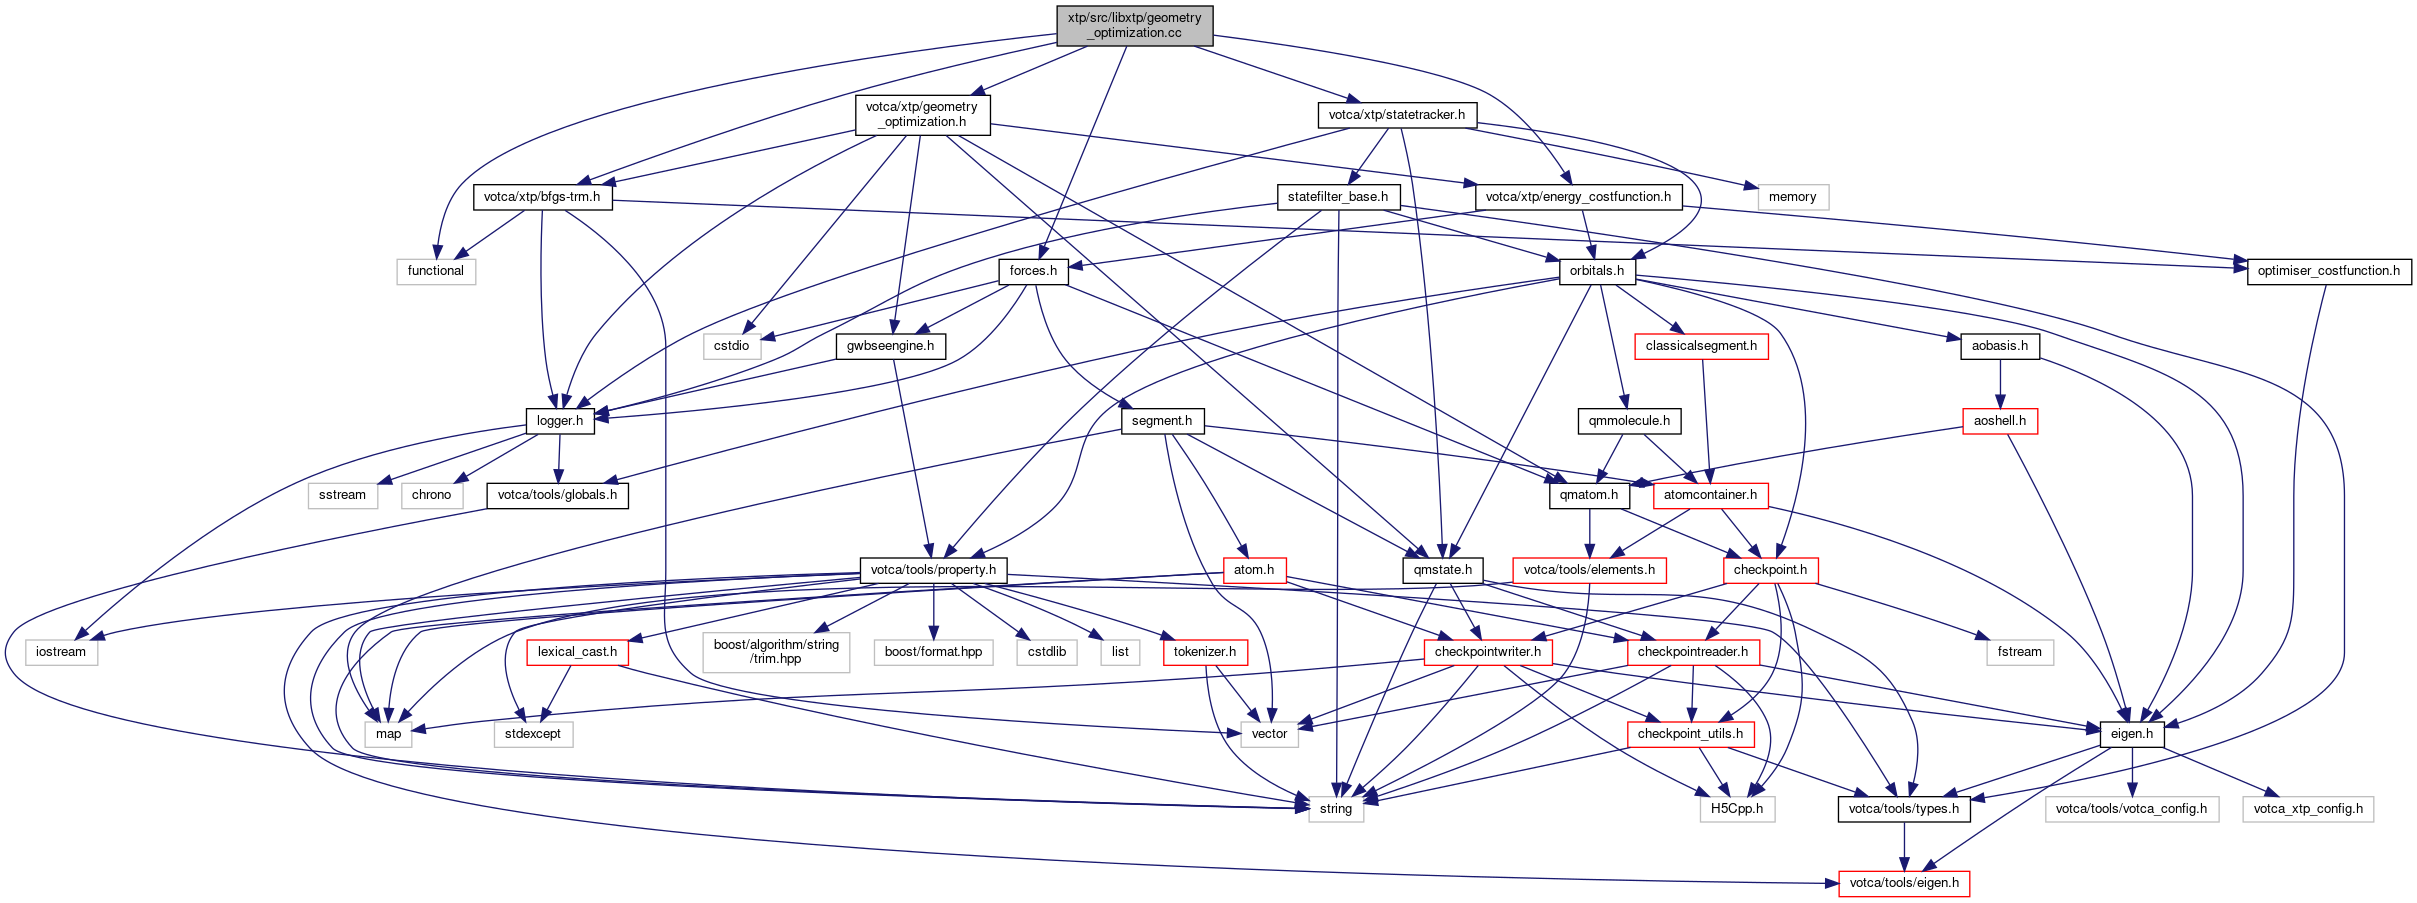 xtp/src/libxtp/geometry
_optimization.cc
votca/xtp/geometry
_optimization.h
votca/xtp/statetracker.h
votca/xtp/bfgs-trm.h
statefilter_base.h
votca/xtp/energy_costfunction.h
memory
functional
forces.h
orbitals.h
optimiser_costfunction.h
cstdio
gwbseengine.h
classicalsegment.h
aobasis.h
logger.h
segment.h
qmmolecule.h
aoshell.h
sstream
chrono
votca/tools/globals.h
qmatom.h
atomcontainer.h
votca/tools/property.h
atom.h
qmstate.h
votca/tools/elements.h
checkpoint.h
iostream
lexical_cast.h
boost/algorithm/string
/trim.hpp
boost/format.hpp
cstdlib
list
tokenizer.h
checkpointwriter.h
checkpointreader.h
fstream
map
stdexcept
vector
checkpoint_utils.h
eigen.h
string
H5Cpp.h
votca/tools/types.h
votca/tools/votca_config.h
votca_xtp_config.h
votca/tools/eigen.h